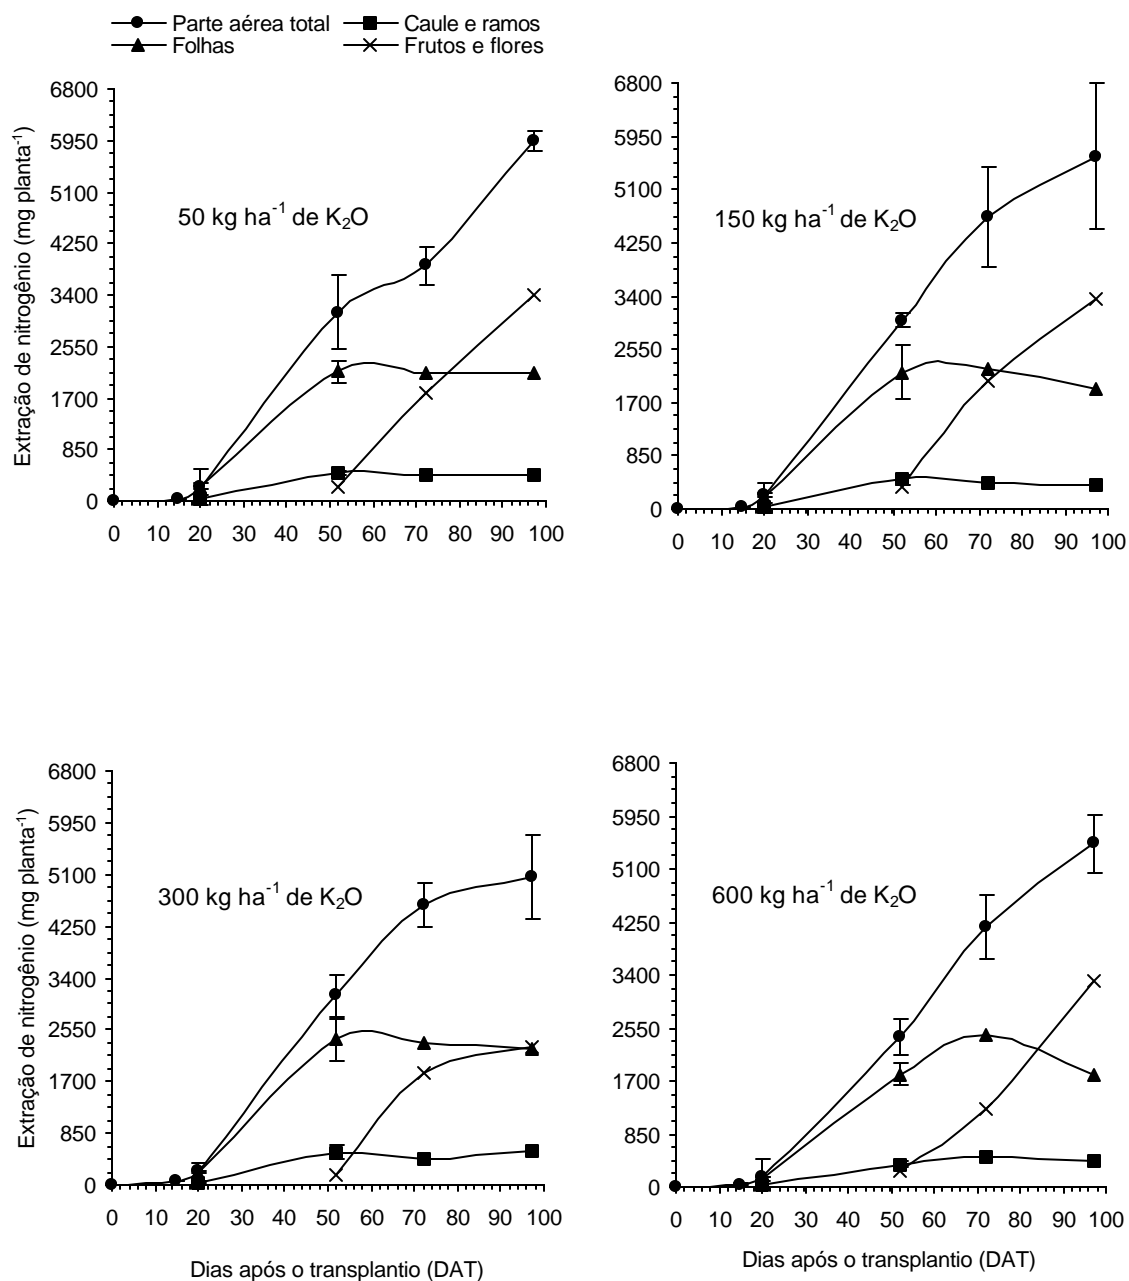 Parte aérea total Caule e ramos
Folhas Frutos e flores
6800
5950
5100
4250
3400
2550
1700
850
0
Extração de nitrogênio (mg planta⁻¹)
50 kg ha⁻¹ de K₂O
0 10 20 30 40 50 60 70 80 90 100
6800
5950
5100
4250
3400
2550
1700
850
0
150 kg ha⁻¹ de K₂O
0 10 20 30 40 50 60 70 80 90 100
6800
5950
5100
4250
3400
2550
1700
850
0
Extração de nitrogênio (mg planta⁻¹)
300 kg ha⁻¹ de K₂O
0 10 20 30 40 50 60 70 80 90 100
Dias após o transplantio (DAT)
6800
5950
5100
4250
3400
2550
1700
850
0
600 kg ha⁻¹ de K₂O
0 10 20 30 40 50 60 70 80 90 100
Dias após o transplantio (DAT)